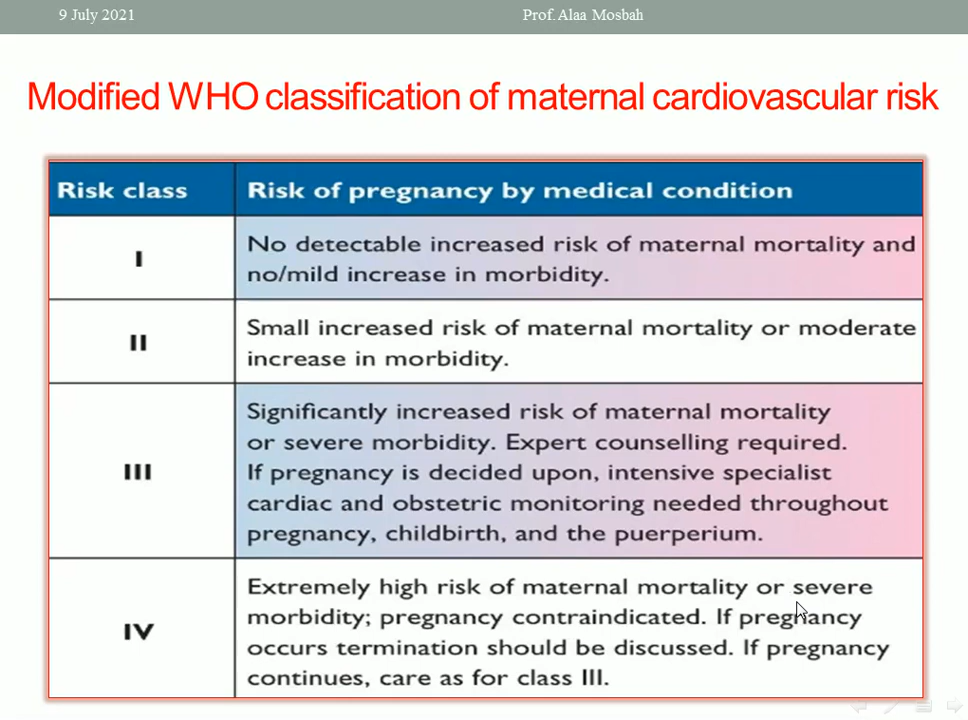 9 July 2021 Prof. Alaa Mosbah
Modified WHO classification of maternal cardiovascular risk
Risk class Risk of pregnancy by medical condition
I
No detectable increased risk of maternal mortality and
no/mild increase in morbidity.
II
Small increased risk of maternal mortality or moderate
increase in morbidity.
III
Significantly increased risk of maternal mortality
or severe morbidity. Expert counselling required.
If pregnancy is decided upon, intensive specialist
cardiac and obstetric monitoring needed throughout
pregnancy, childbirth, and the puerperium.
IV
Extremely high risk of maternal mortality or severe
morbidity; pregnancy contraindicated. If pregnancy
occurs termination should be discussed. If pregnancy
continues, care as for class III.